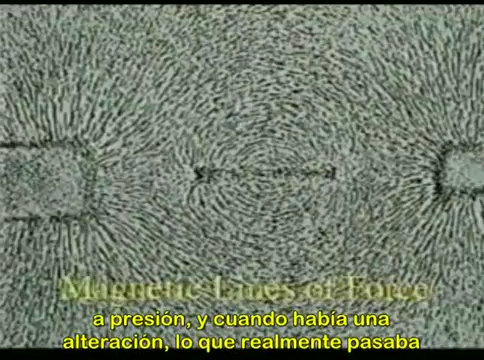 Magnetic Lines of Force
a presión, y cuando había una
alteración, lo que realmente pasaba